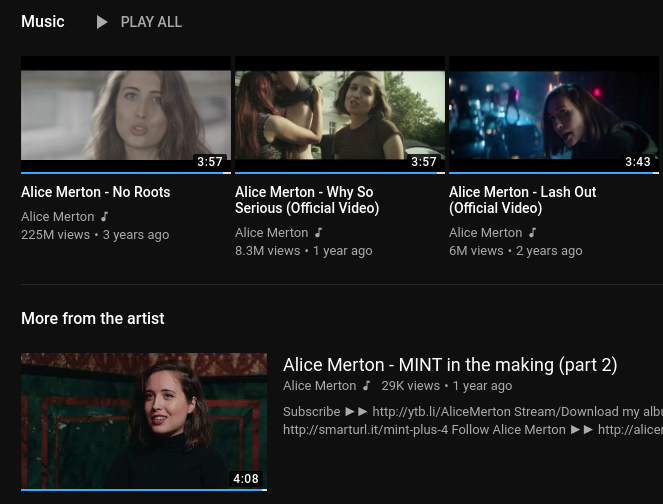 Music ▶ PLAY ALL
3:57 3:57 3:43
Alice Merton - No Roots
Alice Merton
225M views • 3 years ago
Alice Merton - Why So
Serious (Official Video)
Alice Merton
8.3M views • 1 year ago
Alice Merton - Lash Out
(Official Video)
Alice Merton
6M views • 2 years ago
More from the artist
4:08
Alice Merton - MINT in the making (part 2)
Alice Merton 29K views • 1 year ago
Subscribe ►► http://ytb.li/AliceMerton Stream/Download my albu
http://smarturl.it/mint-plus-4 Follow Alice Merton ►► http://alice